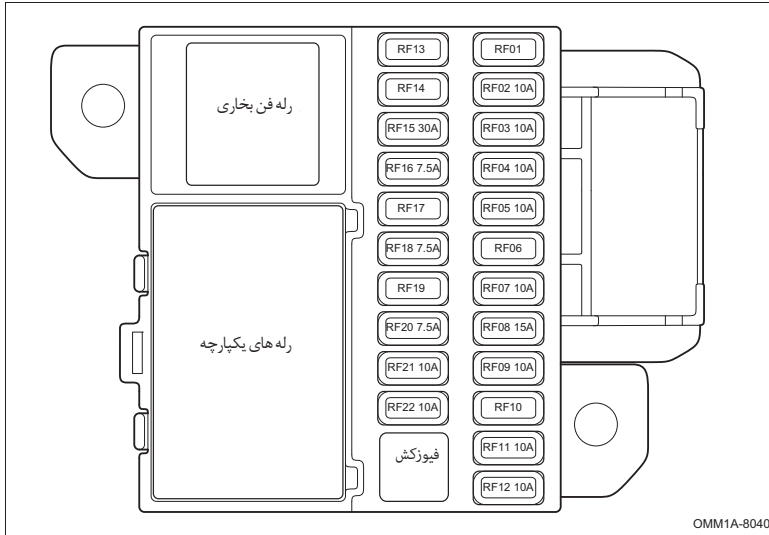 رله فن بخاری
رله های یکپارچه
RF13
RF14
RF15 30A
RF16 7.5A
RF17
RF18 7.5A
RF19
RF20 7.5A
RF21 10A
RF22 10A
فیوزکش
RF01
RF02 10A
RF03 10A
RF04 10A
RF05 10A
RF06
RF07 10A
RF08 15A
RF09 10A
RF10
RF11 10A
RF12 10A
OMM1A-8040